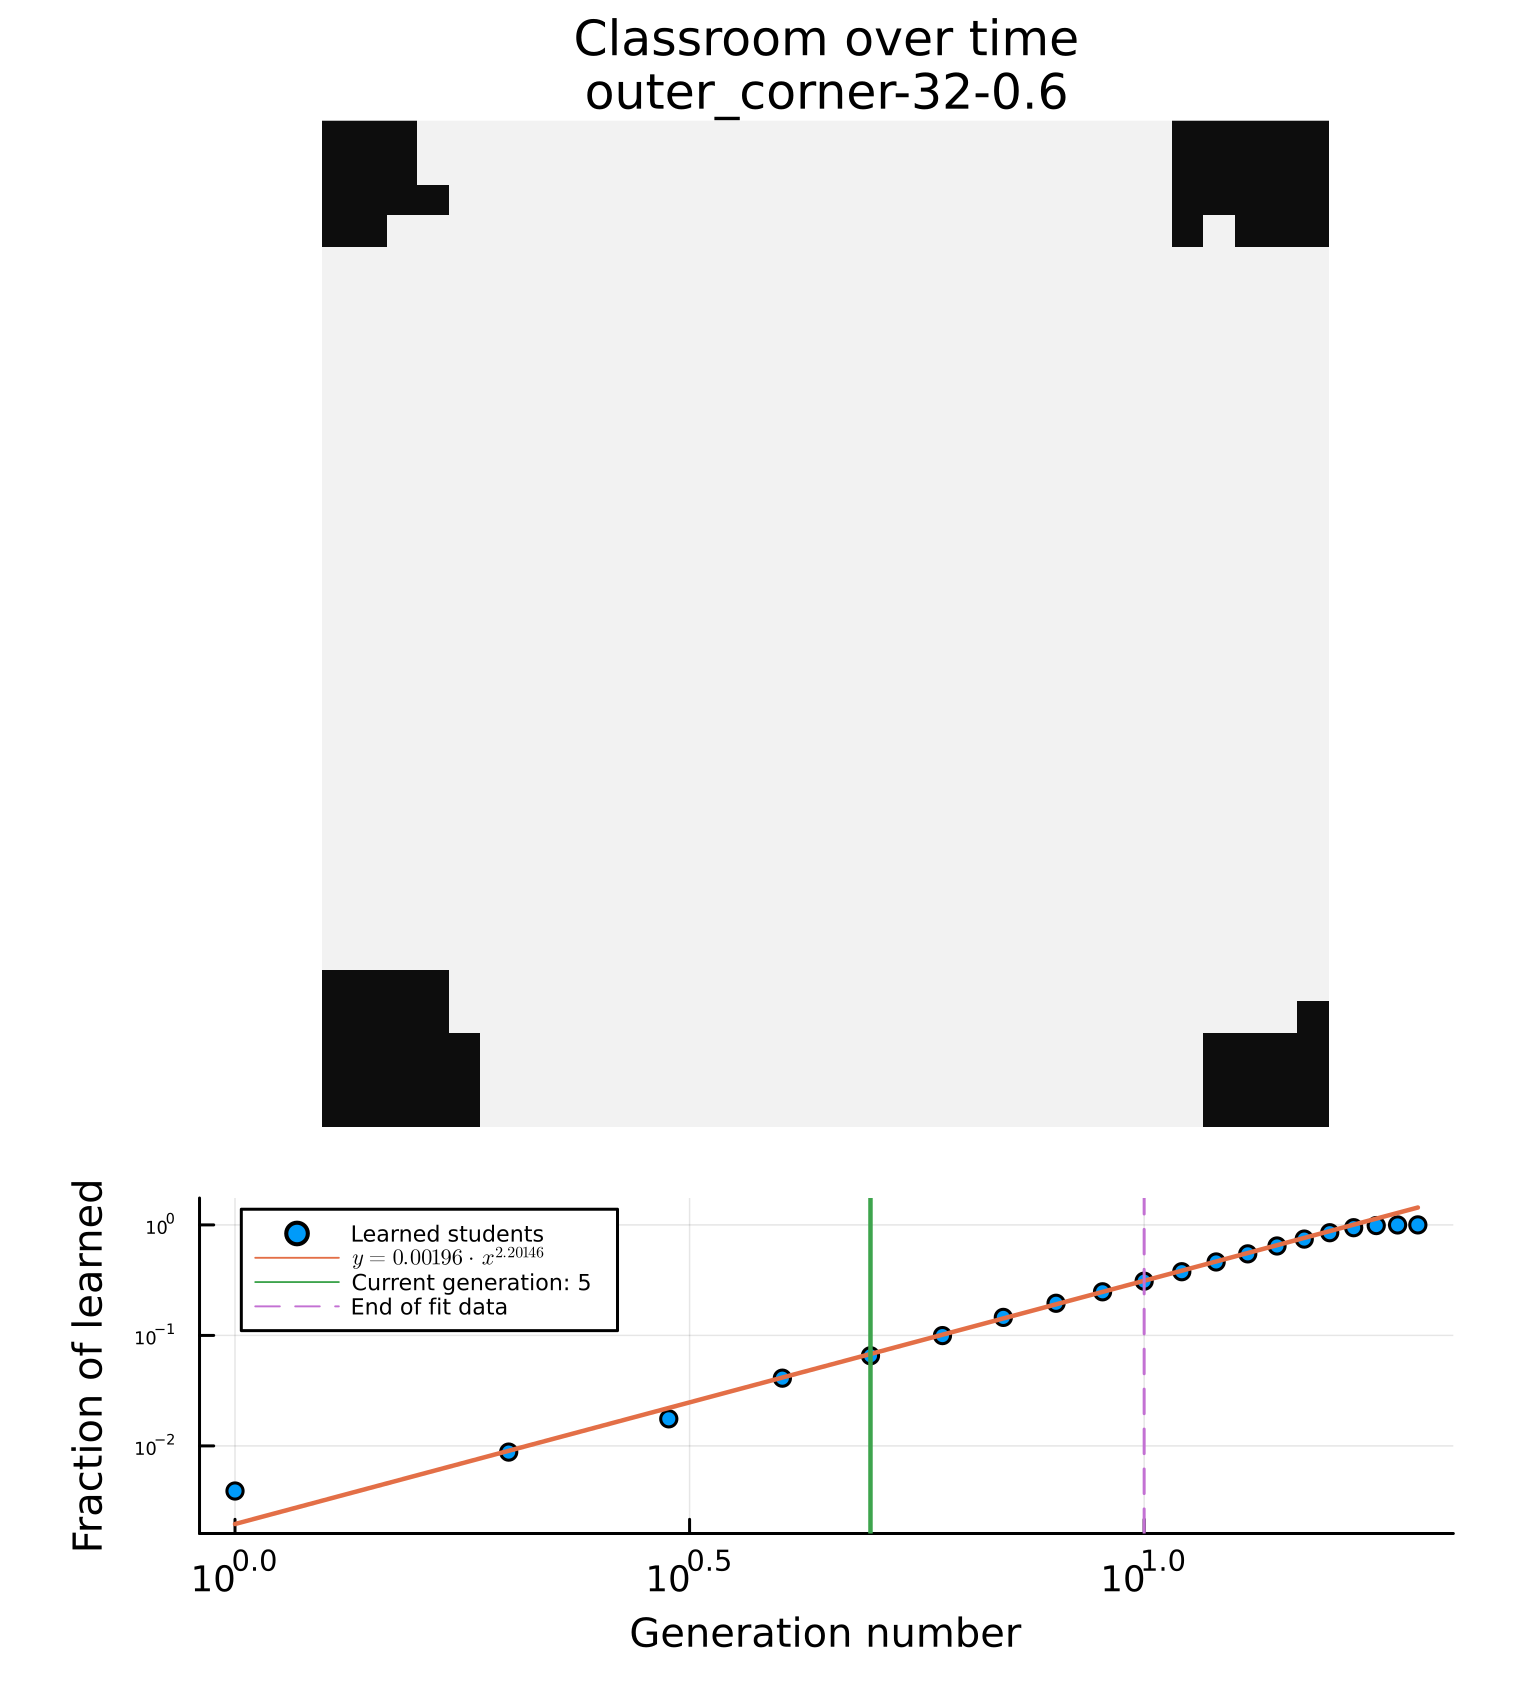 Classroom over time
outer_corner-32-0.6
Fraction of learned
10^0
10^-1
10^-2
Learned students
y = 0.00196 · x^2.20146
Current generation: 5
End of fit data
10^0.0
10^0.5
10^1.0
Generation number